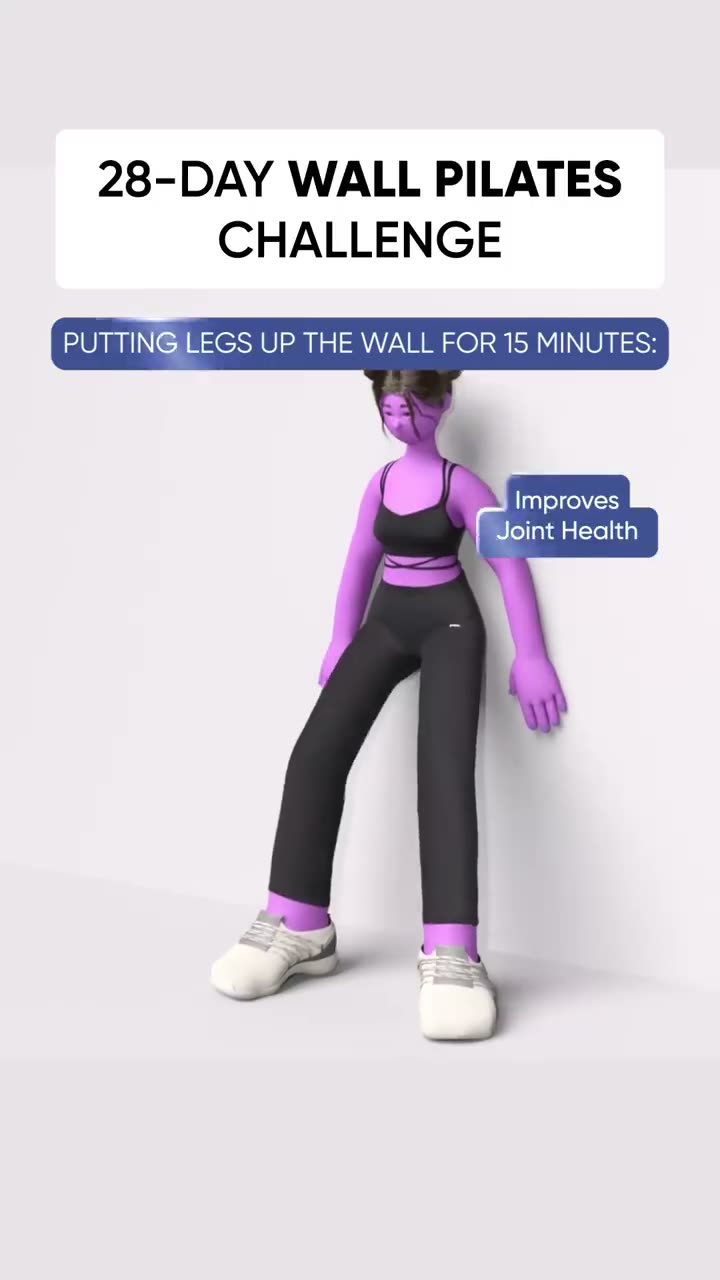 28-DAY WALL PILATES
CHALLENGE
PUTTING LEGS UP THE WALL FOR 15 MINUTES:
Improves
Joint Health